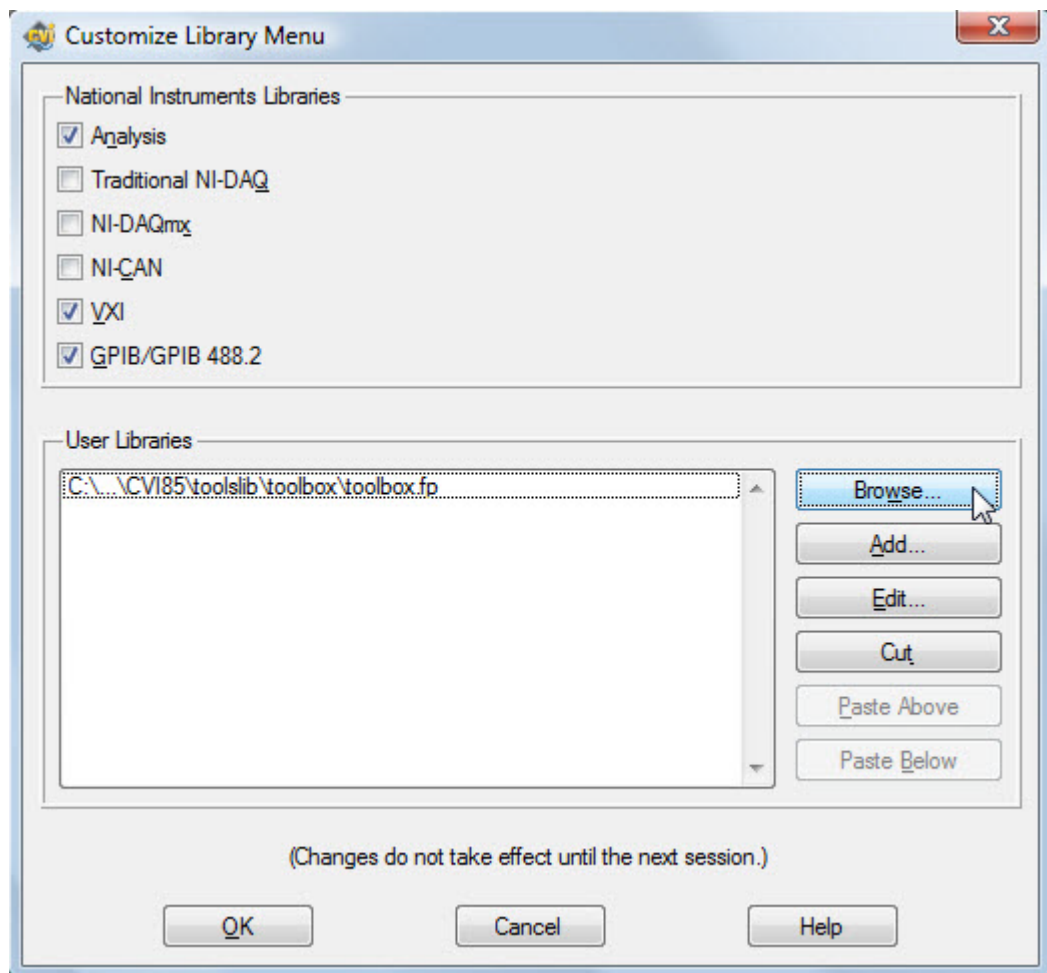 Customize Library Menu
National Instruments Libraries
Analysis
Traditional NI-DAQ
NI-DAQmx
NI-CAN
VXI
GPIB/GPIB 488.2
User Libraries
C:\...\CVI85\toolslib\toolbox\toolbox.fp
Browse...
Add...
Edit...
Cut
Paste Above
Paste Below
(Changes do not take effect until the next session.)
OK
Cancel
Help